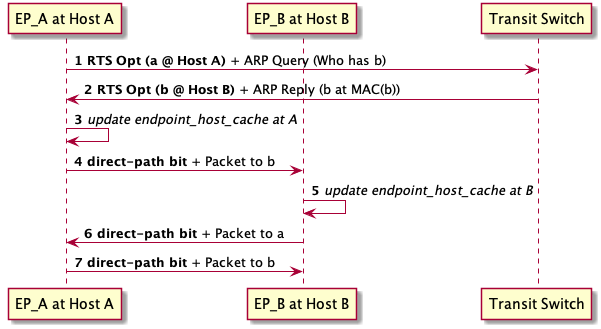 EP_A at Host A
EP_B at Host B
Transit Switch
1 RTS Opt (a @ Host A) + ARP Query (Who has b)
2 RTS Opt (b @ Host B) + ARP Reply (b at MAC(b))
3 update endpoint_host_cache at A
4 direct-path bit + Packet to b
5 update endpoint_host_cache at B
6 direct-path bit + Packet to a
7 direct-path bit + Packet to b
EP_A at Host A
EP_B at Host B
Transit Switch